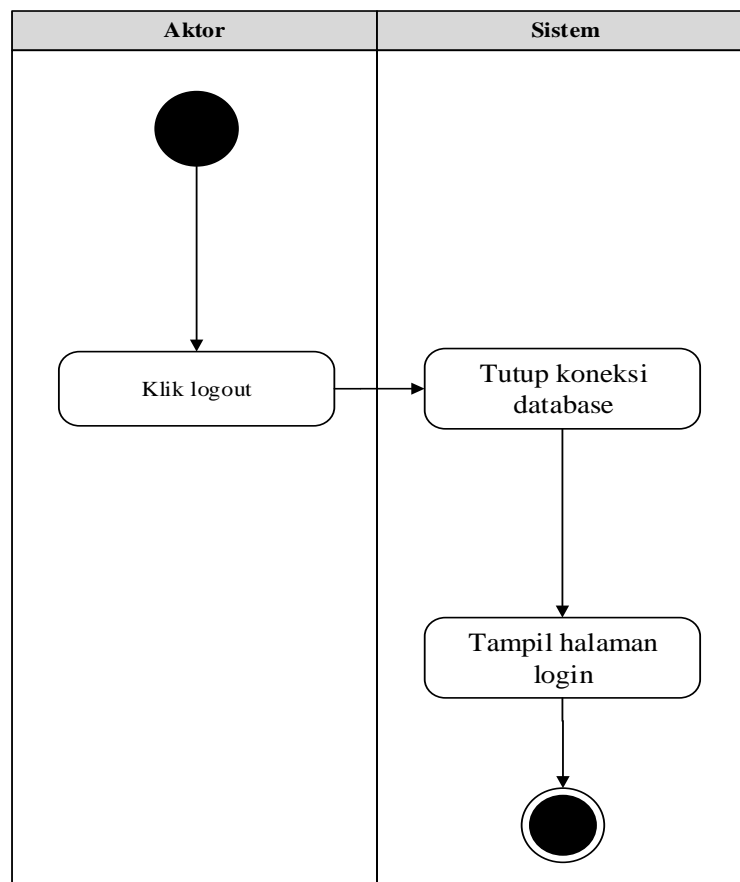 Aktor
Sistem
Klik logout
Tutup koneksi
database
Tampil halaman
login